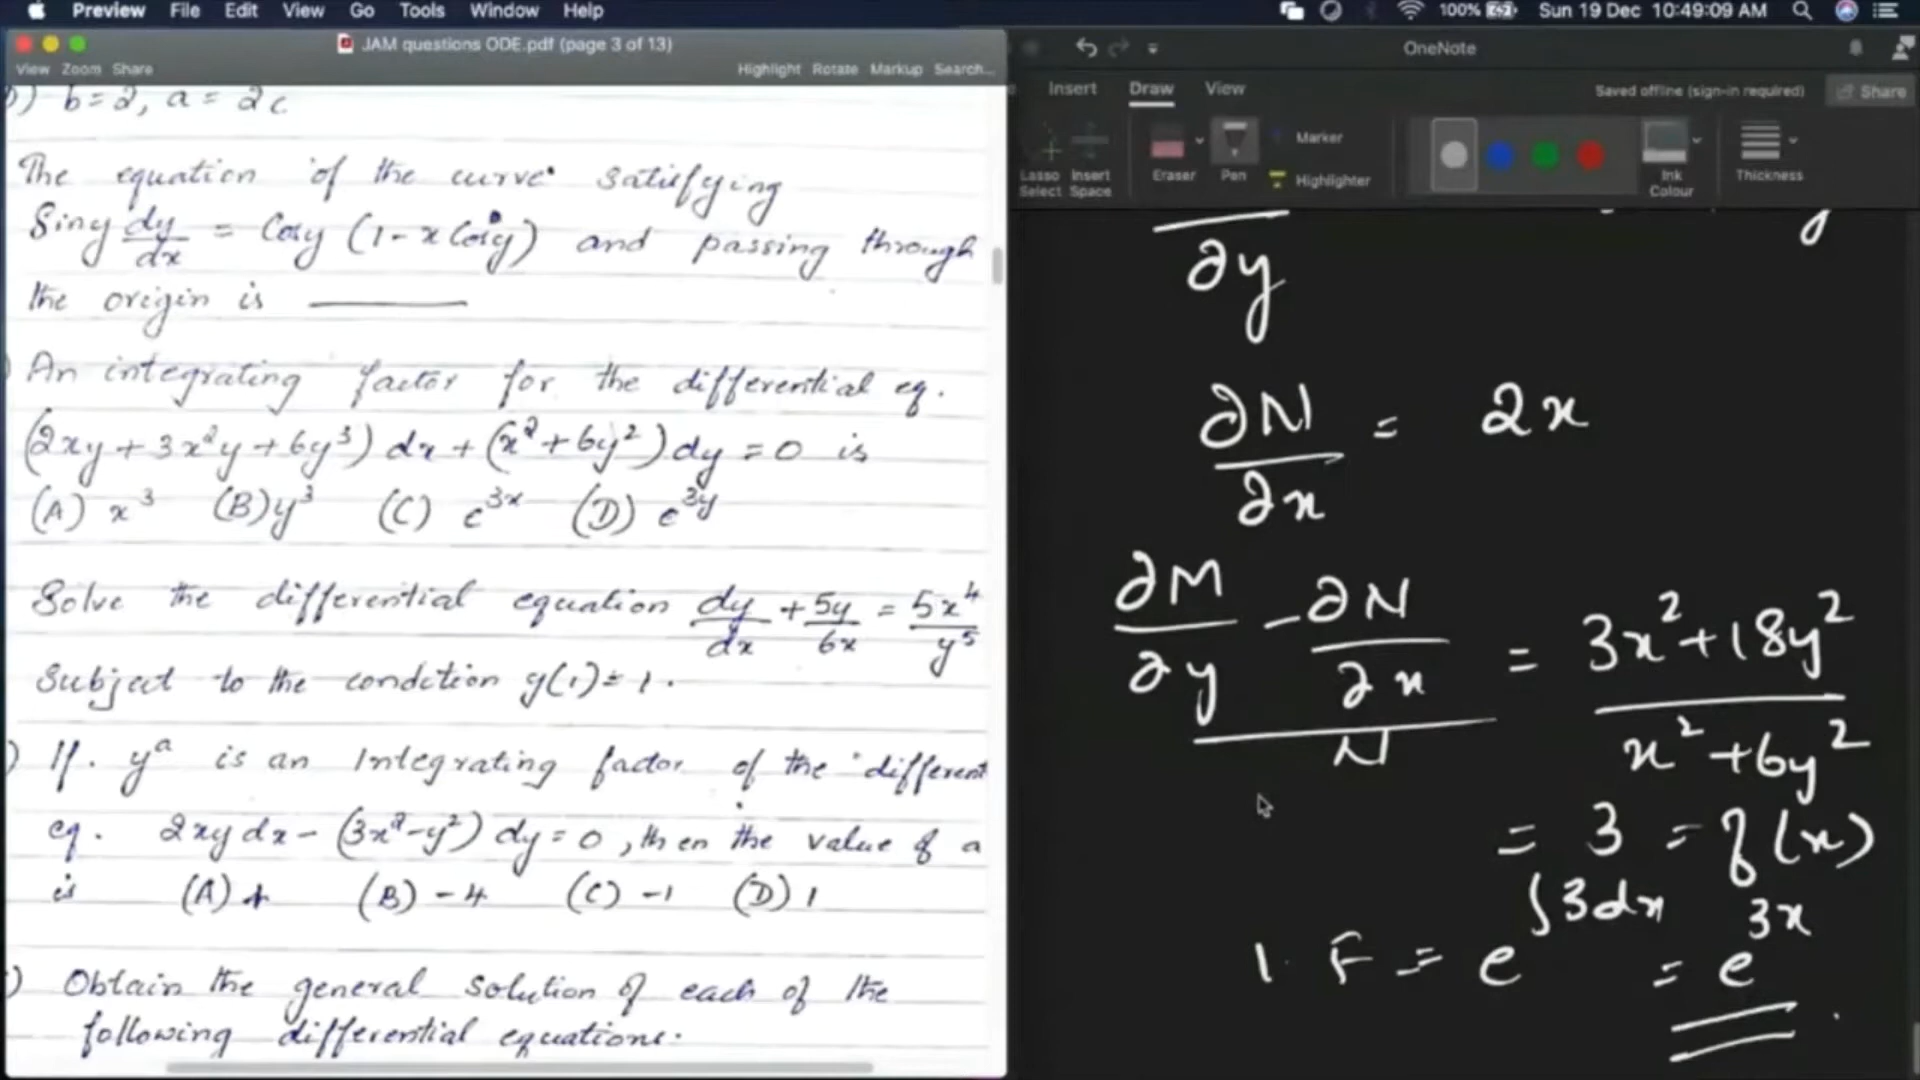 Preview File Edit View Go Tools Window Help
100% Sun 19 Dec 10:49:09 AM
JAM questions ODE.pdf (page 3 of 13)
View Zoom Share
Highlight Rotate Markup Search...
b=2, a = 2c
The equation of the curve satisfying
Siny dy/dx = Cosy (1-x Cosy) and passing through
the origin is
An integrating factor for the differential eq.
(2xy + 3x²y + 6y³) dx + (x² + 6y²) dy = 0 is
(A) x³ (B) y³ (C) e^3x (D) e^3y
Solve the differential equation dy/dx + 5y/6x = 5x⁴/y⁵
Subject to the condition y(1) = 1.
) If. y^a is an Integrating factor of the different
eq. 2xy dx - (3x²-y²) dy = 0, then the value of a
is (A) (B) -4 (C) -1 (D) 1
) Obtain the general solution of each of the
following differential equations.
OneNote
Insert Draw View
Saved offline (sign-in required) Share
Lasso Select Insert Space Eraser Pen Marker Highlighter Ink Colour Thickness
∂y
∂N/∂x = 2x
(∂M/∂y - ∂N/∂x)/N = (3x²+18y²)/(x²+6y²)
= 3 = f(x)
I.F = e^∫3dx = e^3x